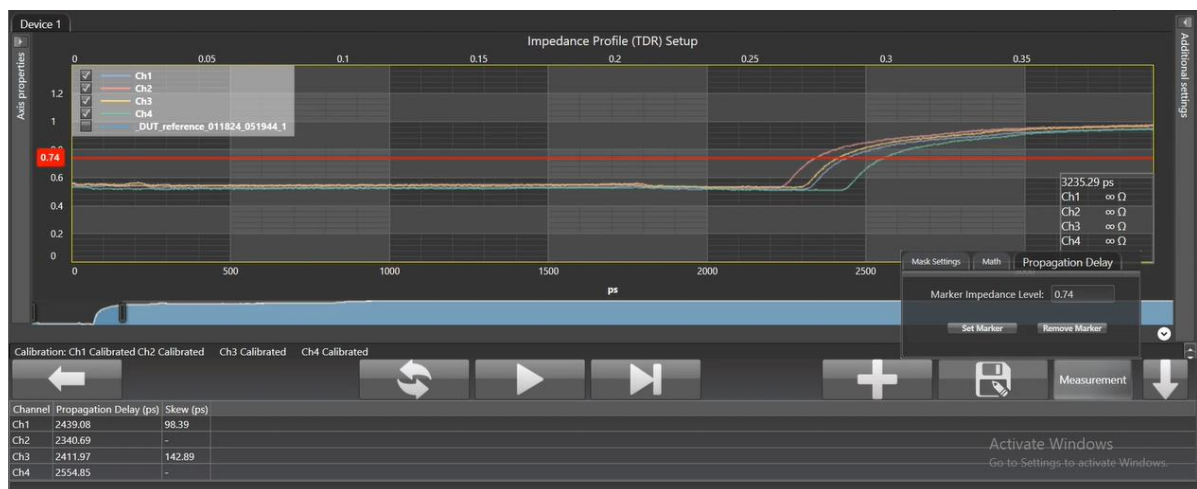 Device 1
Impedance Profile (TDR) Setup
Axis properties
Additional settings
0 0.05 0.1 0.15 0.2 0.25 0.3 0.35
Ch1
Ch2
Ch3
Ch4
_DUT_reference_011824_051944_1
1.2
1
0.74
0.6
0.4
0.2
0
3235.29 ps
Ch1 ∞ Ω
Ch2 ∞ Ω
Ch3 ∞ Ω
Ch4 ∞ Ω
0 500 1000 1500 2000 2500
ps
Mask Settings Math Propagation Delay
Marker Impedance Level: 0.74
Set Marker Remove Marker
Calibration: Ch1 Calibrated Ch2 Calibrated Ch3 Calibrated Ch4 Calibrated
Measurement
Channel Propagation Delay (ps) Skew (ps)
Ch1 2439.08 98.39
Ch2 2340.69 -
Ch3 2411.97 142.89
Ch4 2554.85 -
Activate Windows
Go to Settings to activate Windows.